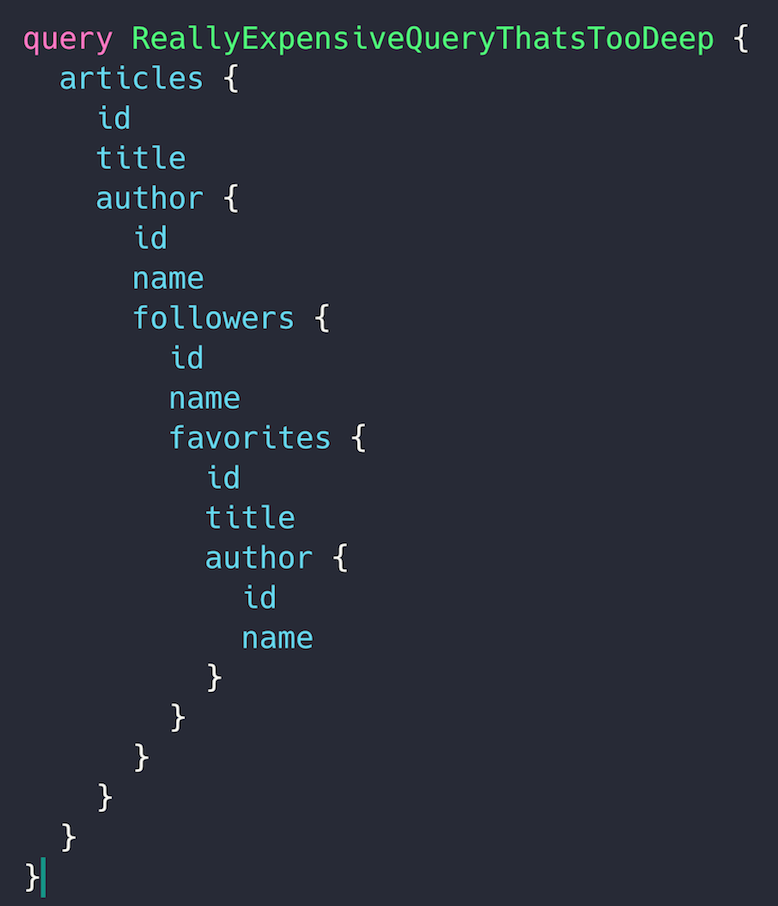 query ReallyExpensiveQueryThatsTooDeep {
  articles {
    id
    title
    author {
      id
      name
      followers {
        id
        name
        favorites {
          id
          title
          author {
            id
            name
          }
        }
      }
    }
  }
}